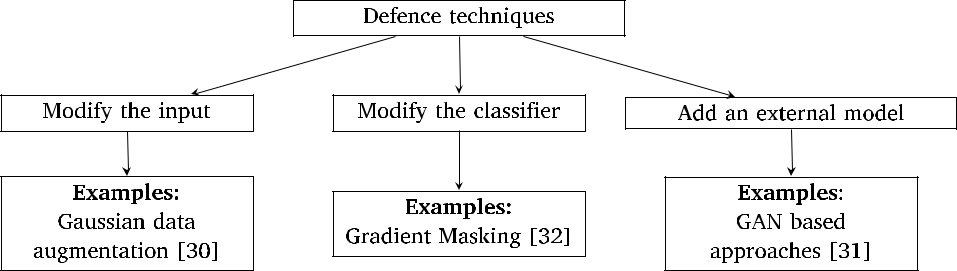 Defence techniques
Modify the input
Modify the classifier
Add an external model
Examples:
Gaussian data
augmentation [30]
Examples:
Gradient Masking [32]
Examples:
GAN based
approaches [31]